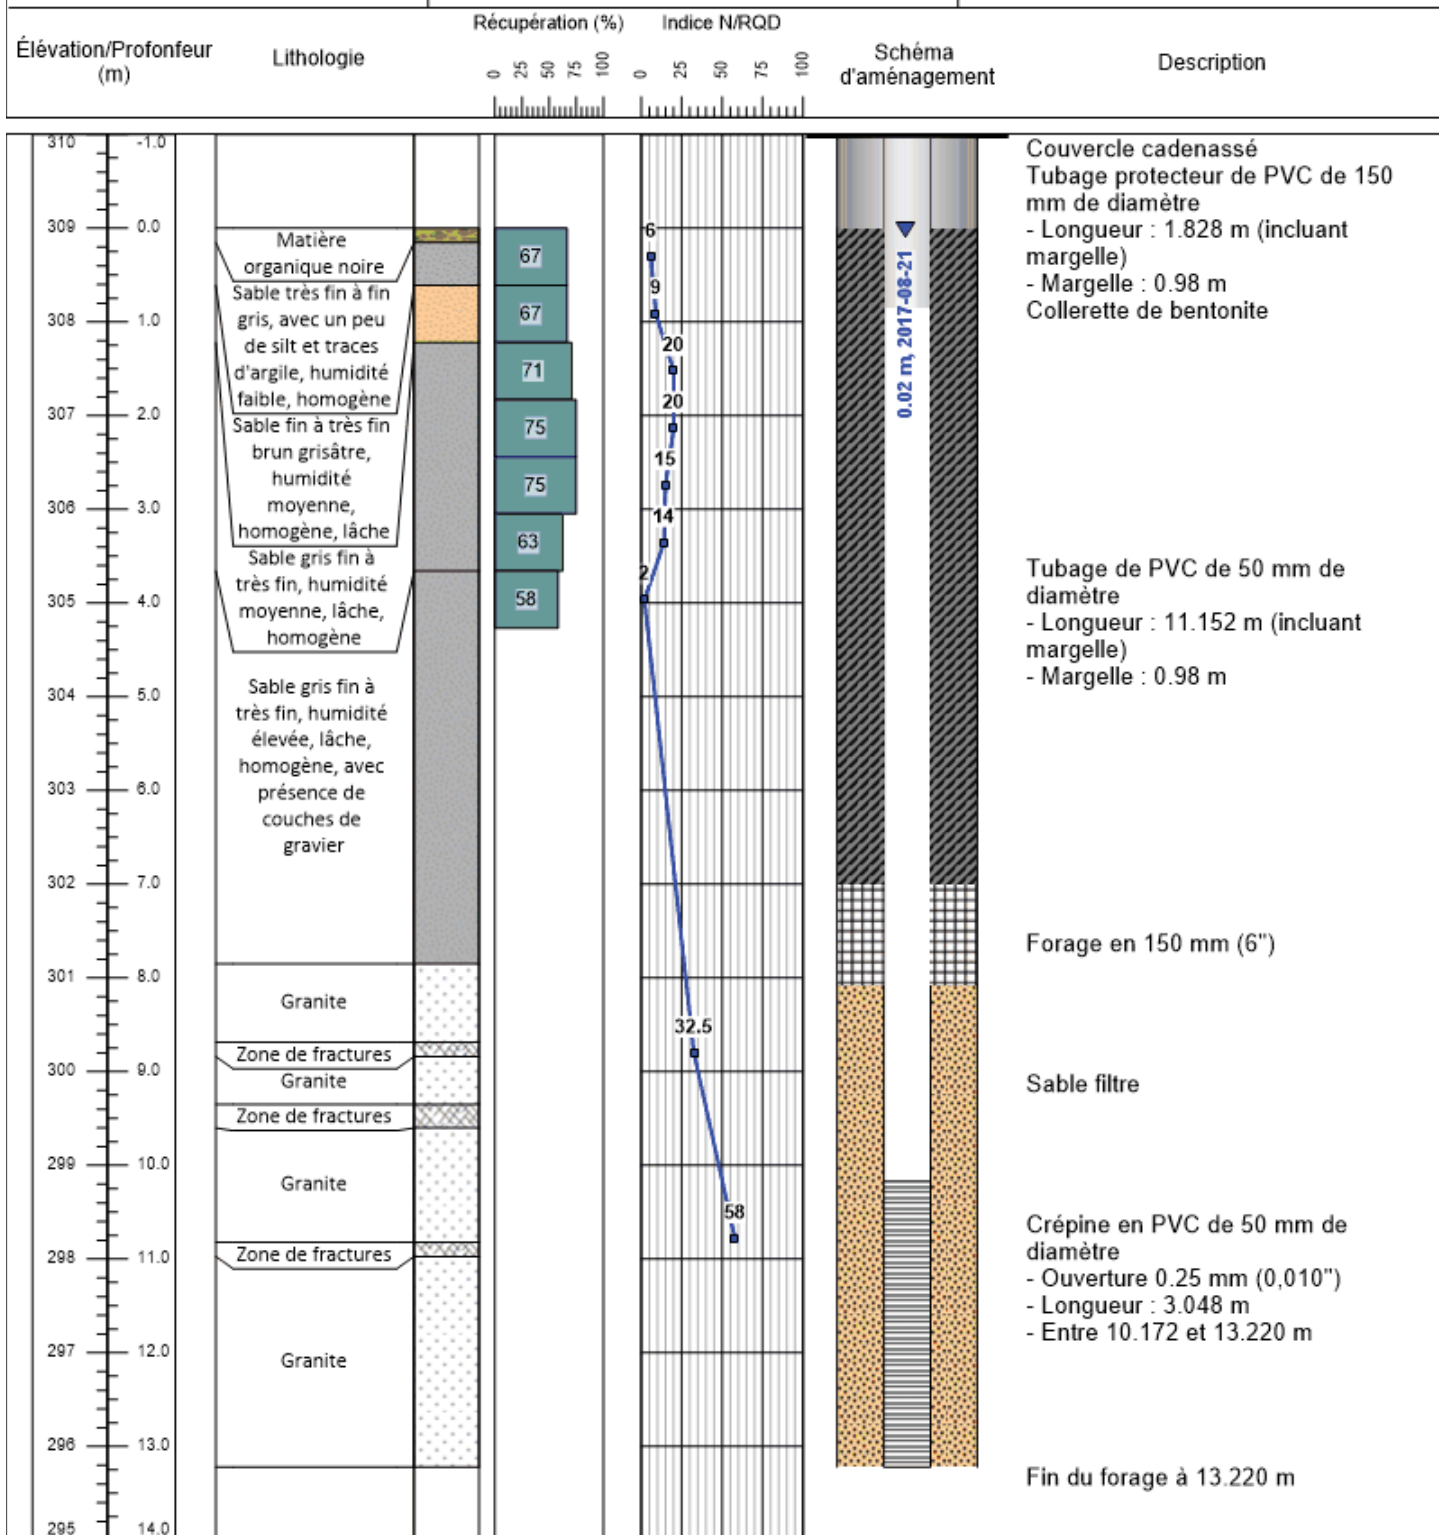 Récupération (%)
Indice N/RQD
Élévation/Profonfeur
(m)
Lithologie
0 25 50 75 100
0 25 50 75 100
Schéma
d'aménagement
Description
310 -1.0
309 0.0
308 1.0
307 2.0
306 3.0
305 4.0
304 5.0
303 6.0
302 7.0
301 8.0
300 9.0
299 10.0
298 11.0
297 12.0
296 13.0
295 14.0
Matière
organique noire
Sable très fin à fin
gris, avec un peu
de silt et traces
d'argile, humidité
faible, homogène
Sable fin à très fin
brun grisâtre,
humidité
moyenne,
homogène, lâche
Sable gris fin à
très fin, humidité
moyenne, lâche,
homogène
Sable gris fin à
très fin, humidité
élevée, lâche,
homogène, avec
présence de
couches de
gravier
Granite
Zone de fractures
Granite
Zone de fractures
Granite
Zone de fractures
Granite
67
67
71
75
75
63
58
6
9
20
20
15
14
2
32.5
58
0.02 m, 2017-08-21
Couvercle cadenassé
Tubage protecteur de PVC de 150
mm de diamètre
- Longueur : 1.828 m (incluant
margelle)
- Margelle : 0.98 m
Collerette de bentonite
Tubage de PVC de 50 mm de
diamètre
- Longueur : 11.152 m (incluant
margelle)
- Margelle : 0.98 m
Forage en 150 mm (6")
Sable filtre
Crépine en PVC de 50 mm de
diamètre
- Ouverture 0.25 mm (0,010")
- Longueur : 3.048 m
- Entre 10.172 et 13.220 m
Fin du forage à 13.220 m